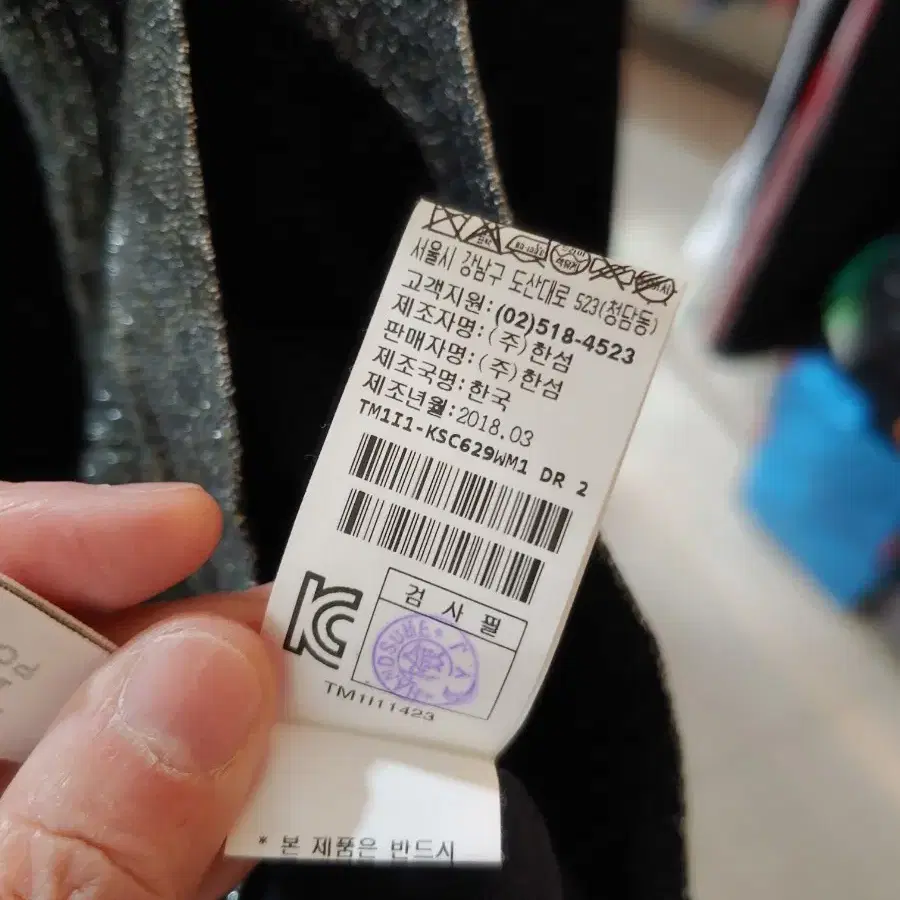 서울시 강남구 도산대로 523(청담동)
고객지원:(02)518-4523
제조자명:(주)한섬
판매자명:(주)한섬
제조국명:한국
제조년월:2018.03
TM1I1-KSC629WM1 DR 2
검사필
TM1I11423
* 본 제품은 반드시